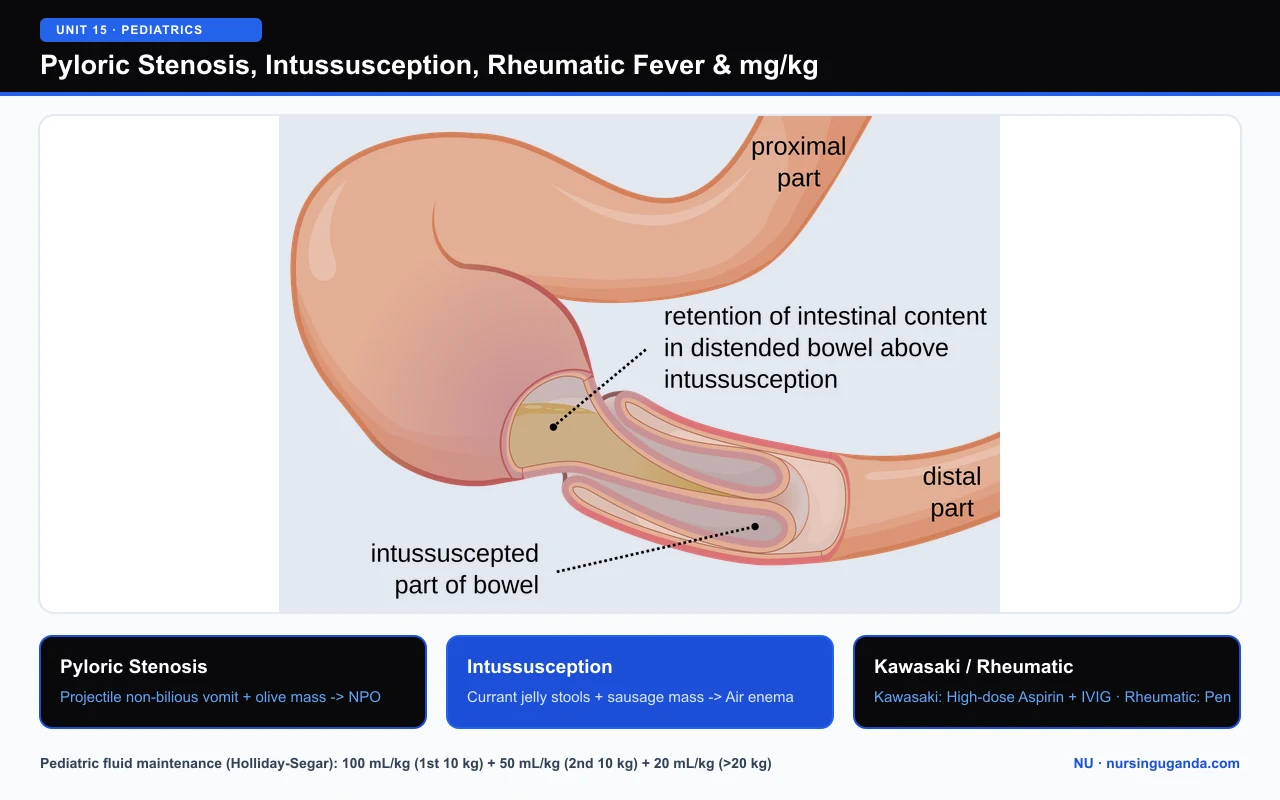 UNIT 15 · PEDIATRICS
Pyloric Stenosis, Intussusception, Rheumatic Fever & mg/kg
proximal
part
retention of intestinal content
in distended bowel above
intussusception
distal
part
intussuscepted
part of bowel
Pyloric Stenosis
Projectile non-bilious vomit + olive mass -> NPO
Intussusception
Currant jelly stools + sausage mass -> Air enema
Kawasaki / Rheumatic
Kawasaki: High-dose Aspirin + IVIG · Rheumatic: Pen
Pediatric fluid maintenance (Holliday-Segar): 100 mL/kg (1st 10 kg) + 50 mL/kg (2nd 10 kg) + 20 mL/kg (>20 kg)
NU · nursinguganda.com